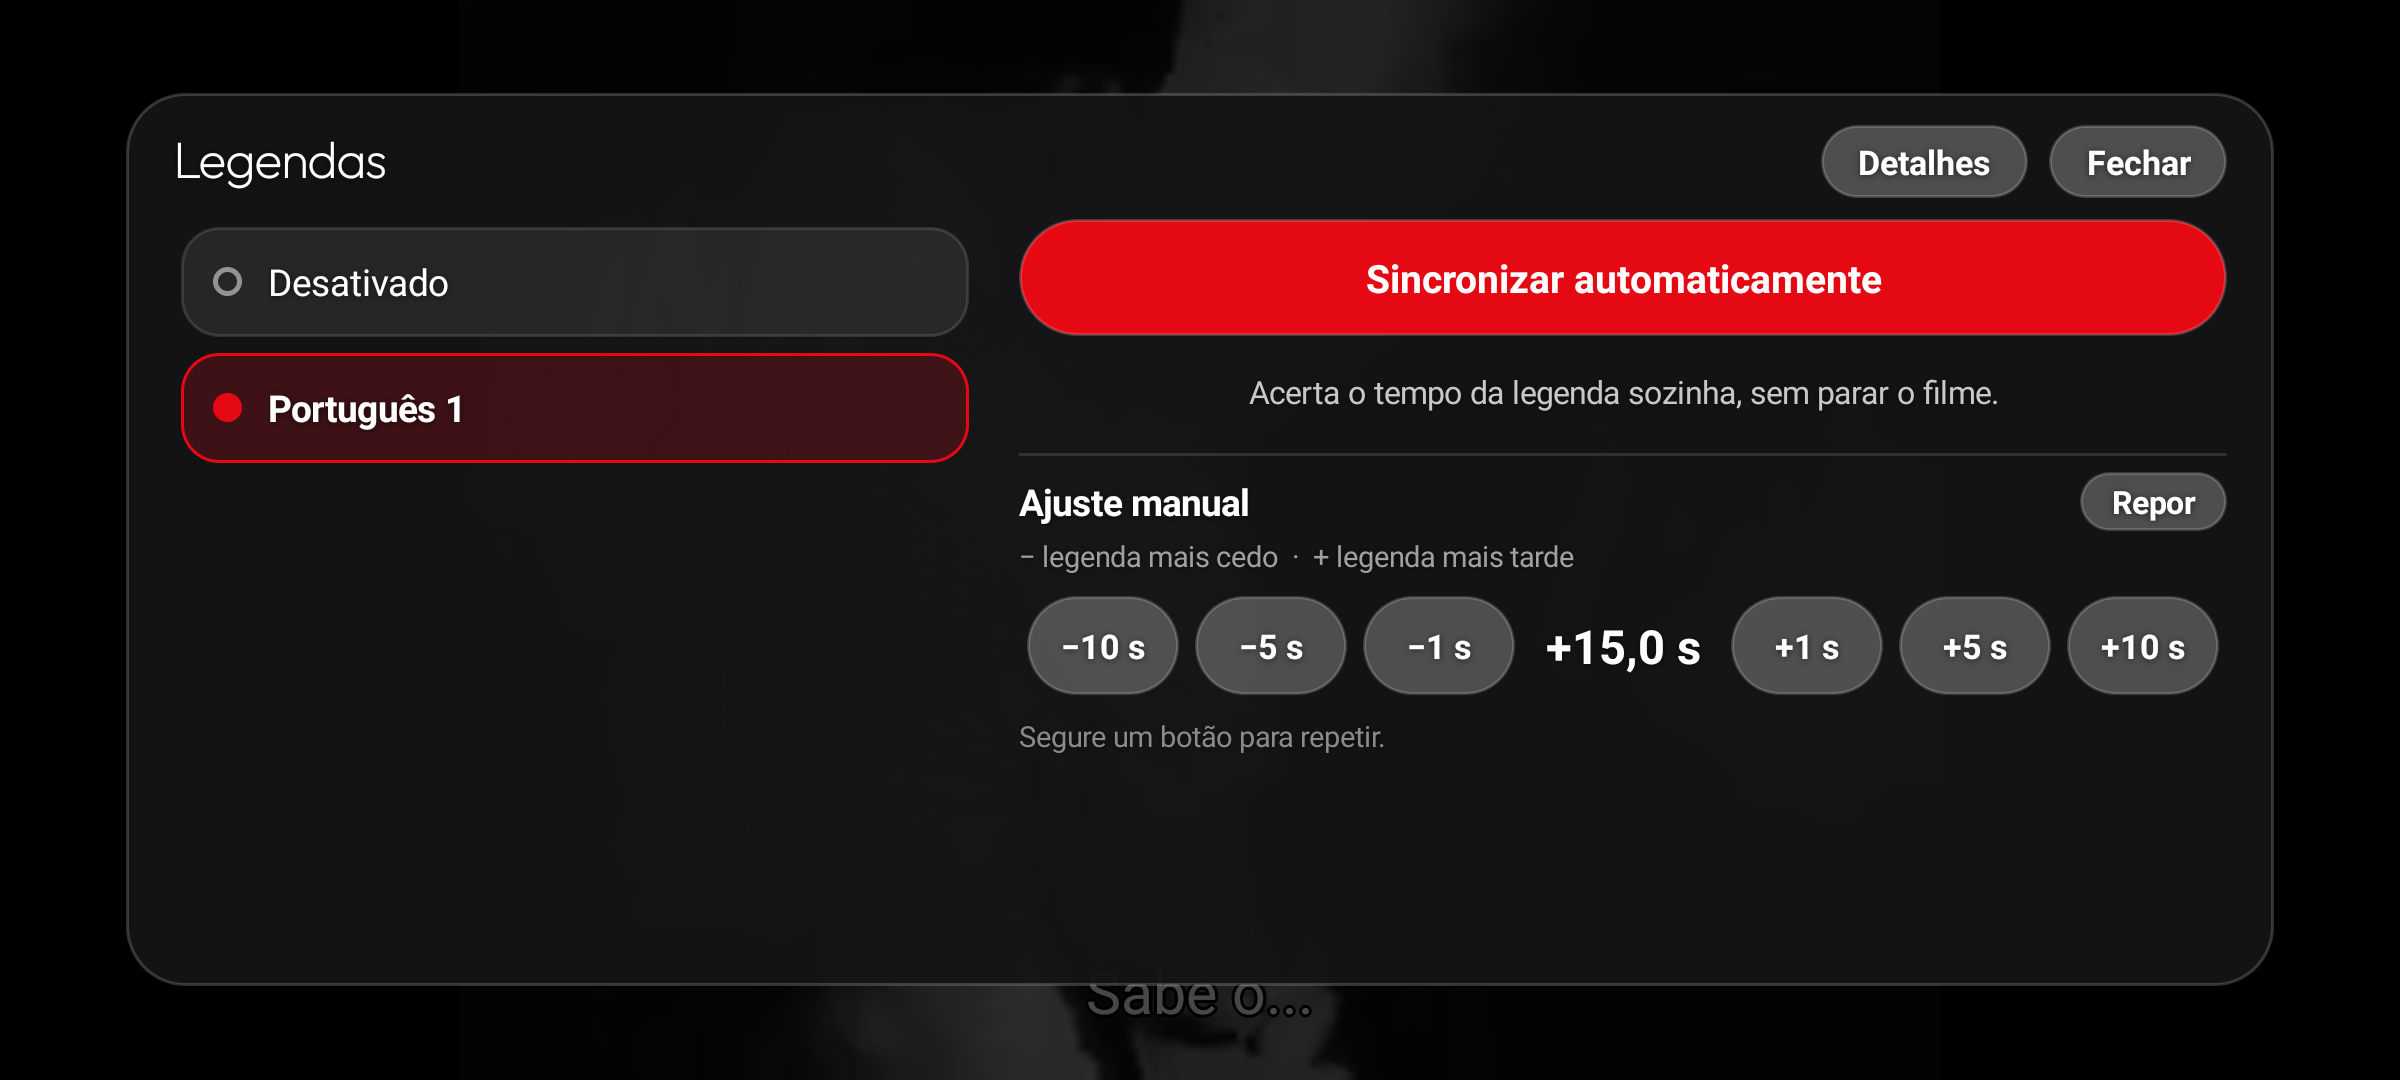 Legendas
Detalhes
Fechar
Desativado
Português 1
Sincronizar automaticamente
Acerta o tempo da legenda sozinha, sem parar o filme.
Ajuste manual
Repor
− legenda mais cedo · + legenda mais tarde
−10 s
−5 s
−1 s
+15,0 s
+1 s
+5 s
+10 s
Segure um botão para repetir.
Sabe o...